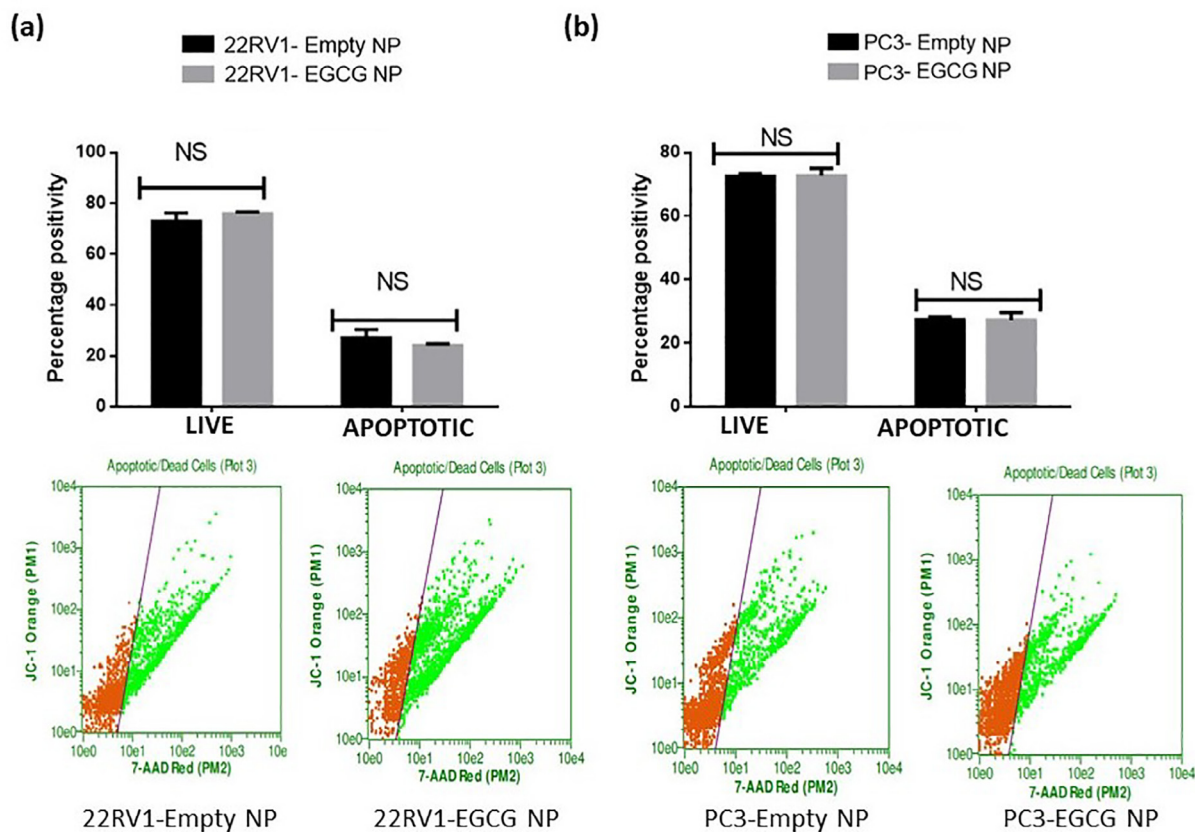 (a)
22RV1- Empty NP
22RV1- EGCG NP
Percentage positivity
100
80
60
40
20
0
NS
NS
LIVE
APOPTOTIC
(b)
PC3- Empty NP
PC3- EGCG NP
Percentage positivity
80
60
40
20
0
NS
NS
LIVE
APOPTOTIC
Apoptotic/Dead Cells (Plot 3)
JC-1 Orange (PM1)
10e4
10e3
10e2
10e1
10e0
10e0 10e1 10e2 10e3 10e
7-AAD Red (PM2)
22RV1-Empty NP
Apoptotic/Dead Cells (Plot 3)
JC-1 Orange (PM1)
10e4
10e3
10e2
10e1
10e0
10e0 10e1 10e2 10e3 10e4
7-AAD Red (PM2)
22RV1-EGCG NP
Apoptotic/Dead Cells (Plot 3)
JC-1 Orange (PM1)
10e4
10e3
10e2
10e1
10e0
10e0 10e1 10e2 10e3 10e4
7-AAD Red (PM2)
PC3-Empty NP
Apoptotic/Dead Cells (Plot 3)
JC-1 Orange (PM1)
10e4
10e3
10e2
10e1
10e0
10e0 10e1 10e2 10e3 10e4
7-AAD Red (PM2)
PC3-EGCG NP